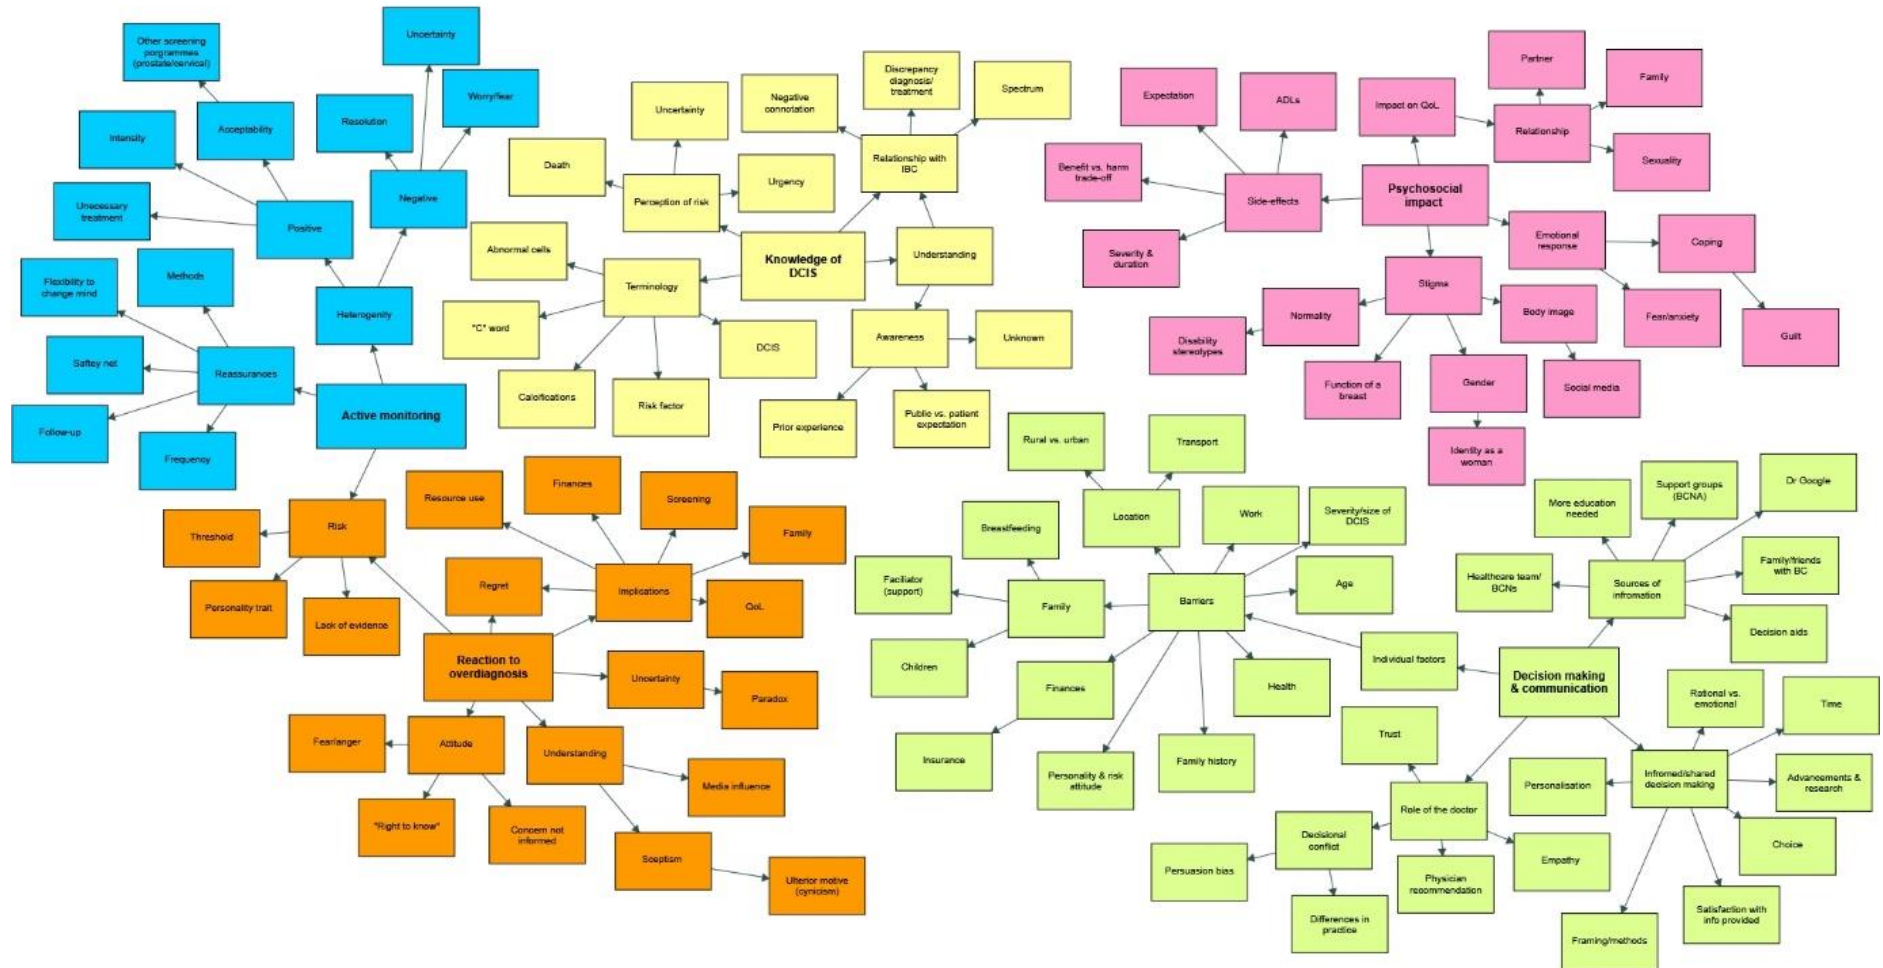 Other screening
porgrammes
(prostate/cervical)
Uncertainty
Intensity
Acceptability
Resolution
Worry/fear
Unecessary
treatment
Positive
Negative
Flexibility to
change mind
Methods
Heterogenity
Saftey net
Reassurances
Follow-up
Frequency
Active monitoring
Uncertainty
Negative
connotation
Discrepancy
diagnosis/
treatment
Spectrum
Death
Perception of risk
Urgency
Relationship with
IBC
Abnormal cells
Terminology
Knowledge of
DCIS
Understanding
"C" word
DCIS
Awareness
Unknown
Calcifications
Risk factor
Prior experience
Public vs. patient
expectation
Expectation
ADLs
Impact on QoL
Partner
Family
Relationship
Sexuality
Benefit vs. harm
trade-off
Side-effects
Psychosocial
impact
Severity &
duration
Emotional
response
Coping
Stigma
Normality
Body image
Fear/anxiety
Guilt
Disability
stereotypes
Function of a
breast
Gender
Social media
Identity as a
woman
Resource use
Finances
Screening
Family
Threshold
Risk
Regret
Implications
QoL
Personality trait
Lack of evidence
Reaction to
overdiagnosis
Uncertainty
Paradox
Fear/anger
Attitude
Understanding
Media influence
"Right to know"
Concern not
informed
Sceptism
Ulterior motive
(cynicism)
Rural vs. urban
Transport
Breastfeeding
Location
Work
Severity/size of
DCIS
Faciliator
(support)
Family
Barriers
Age
Children
Finances
Health
Individual factors
Insurance
Personality & risk
attitude
Family history
More education
needed
Support groups
(BCNA)
Dr Google
Healthcare team/
BCNs
Sources of
infromation
Family/friends
with BC
Decision aids
Decision making
& communication
Rational vs.
emotional
Time
Trust
Personalisation
Infromed/shared
decision making
Advancements &
research
Role of the doctor
Choice
Decisional
conflict
Empathy
Persuasion bias
Physician
recommendation
Differences in
practice
Satisfaction with
info provided
Framing/methods